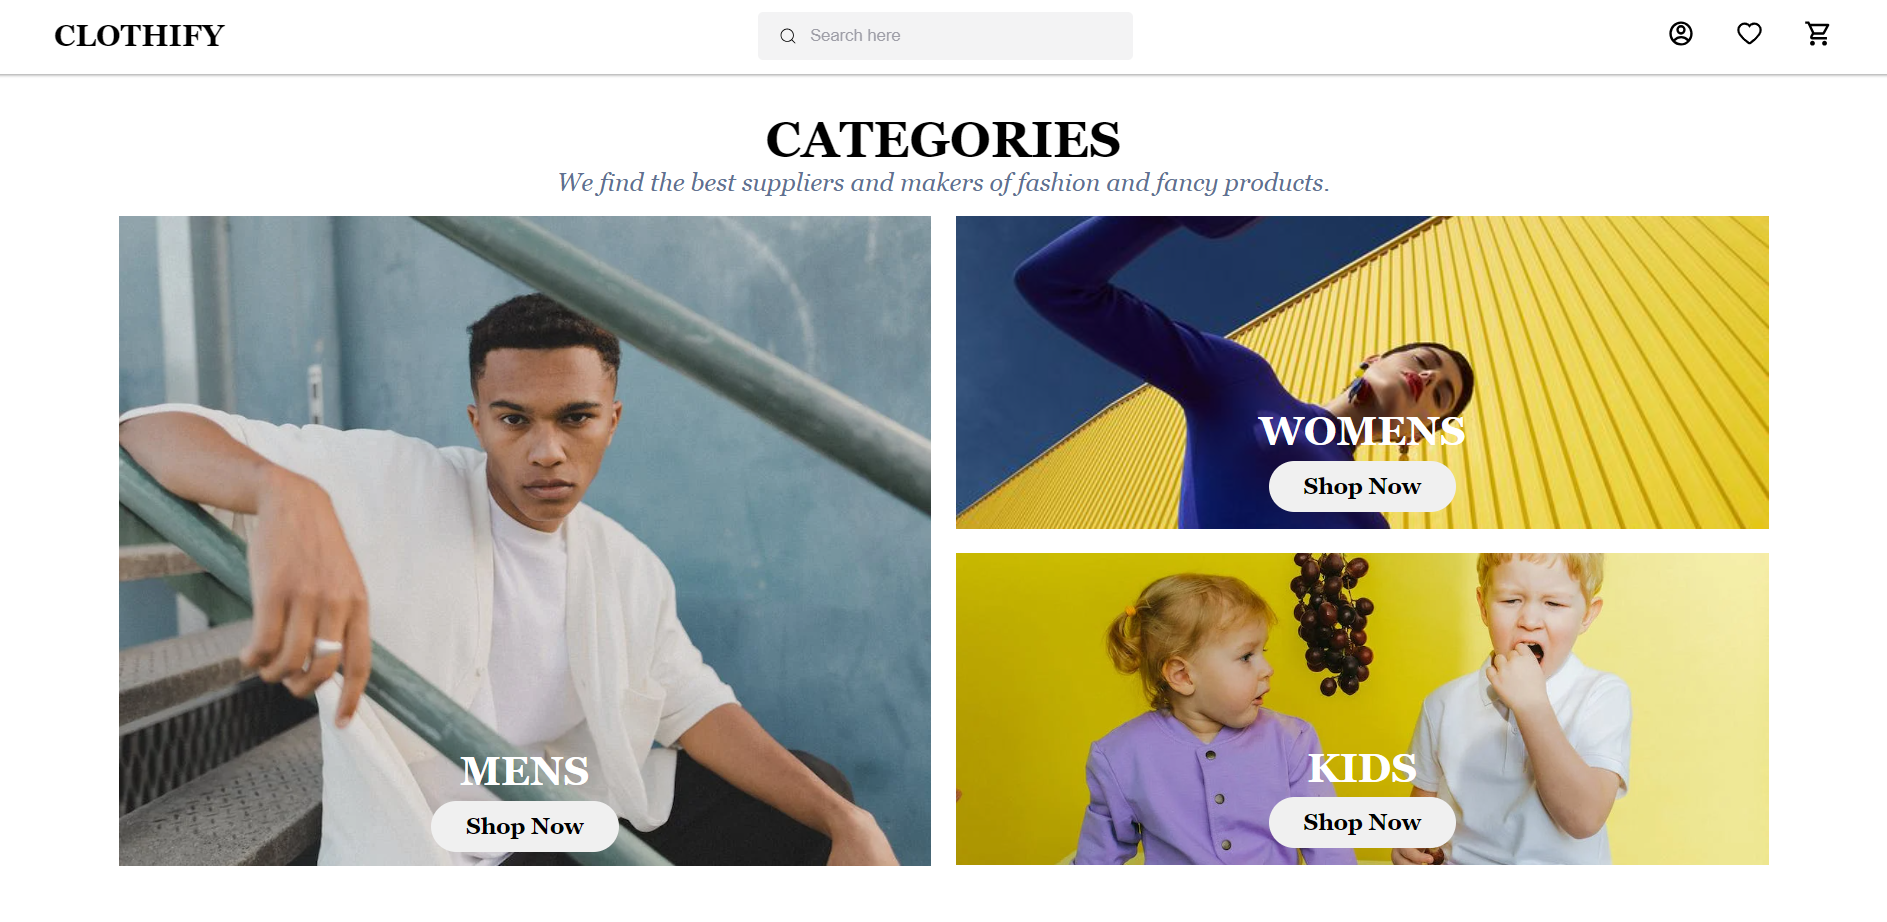 CLOTHIFY
Search here
CATEGORIES
We find the best suppliers and makers of fashion and fancy products.
WOMENS
Shop Now
MENS
Shop Now
KIDS
Shop Now